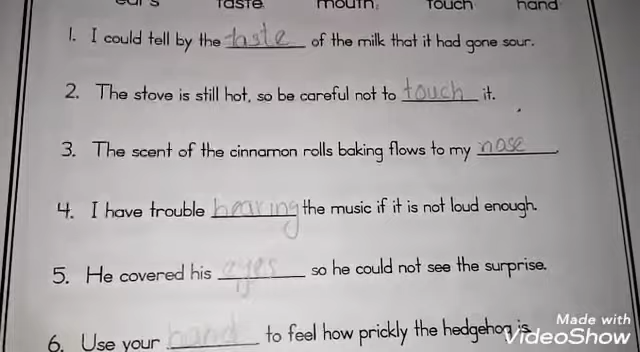 ears taste mouth touch hand
1. I could tell by the taste of the milk that it had gone sour.
2. The stove is still hot, so be careful not to touch it.
3. The scent of the cinnamon rolls baking flows to my nose.
4. I have trouble hearing the music if it is not loud enough.
5. He covered his eyes so he could not see the surprise.
6. Use your hand to feel how prickly the hedgehog is
Made with
VideoShow